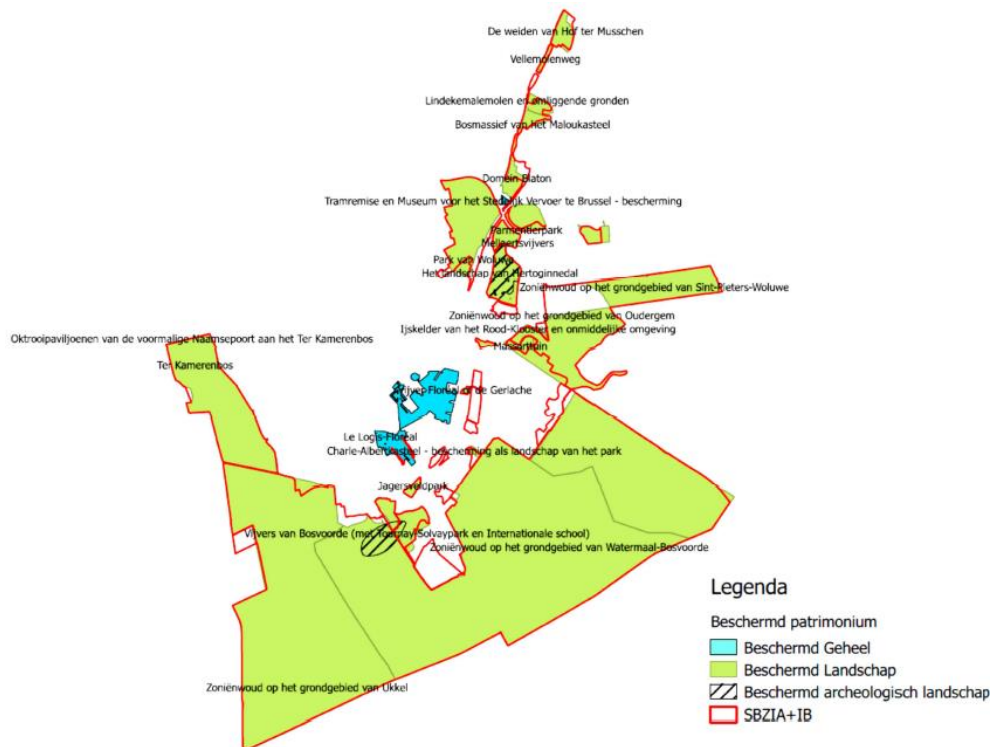 De weiden van Hof ter Musschen
Vellemolenweg
Lindekemalemolen en omliggende gronden
Bosmassief van het Maloukasteel
Domein Blaton
Tramremise en Museum voor het Stedelijk Vervoer te Brussel - bescherming
Parmentierpark
Mellaertsvijvers
Park van Woluwe
Het landschap van Hertoginnedal
Zoniënwoud op het grondgebied van Sint-Pieters-Woluwe
Zoniënwoud op het grondgebied van Oudergem
Ijskelder van het Rood-Klooster en onmiddelijke omgeving
Massarttuin
Oktrooipaviljoenen van de voormalige Naamsepoort aan het Ter Kamerenbos
Ter Kamerenbos
Vijver Floréal de Gerlache
Le Logis-Floréal
Charle-Albertkasteel - bescherming als landschap van het park
Jagersveldpark
Vijvers van Bosvoorde (met Tournay-Solvaypark en Internationale school)
Zoniënwoud op het grondgebied van Watermaal-Bosvoorde
Zoniënwoud op het grondgebied van Ukkel
Legenda
Beschermd patrimonium
Beschermd Geheel
Beschermd Landschap
Beschermd archeologisch landschap
SBZIA+IB